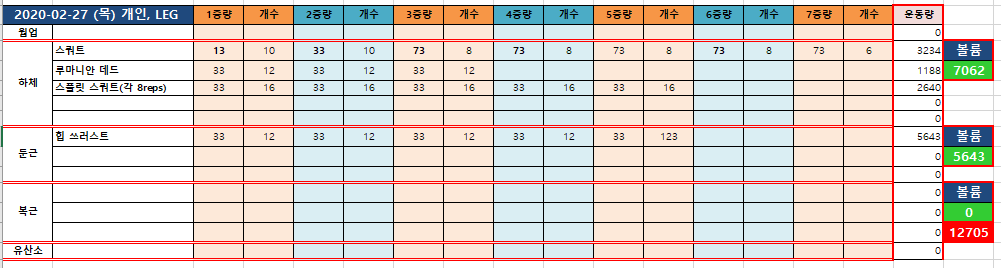 2020-02-27 (목) 개인, LEG 1중량 개수 2중량 개수 3중량 개수 4중량 개수 5중량 개수 6중량 개수 7중량 개수 운동량
웜업 0
하체 스쿼트 13 10 33 10 73 8 73 8 73 8 73 8 73 6 3234 볼륨
루마니안 데드 33 12 33 12 33 12 1188 7062
스플릿 스쿼트(각 8reps) 33 16 33 16 33 16 33 16 33 16 2640
0
0
둔근 힙 쓰러스트 33 12 33 12 33 12 33 12 33 123 5643 볼륨
0 5643
0
복근 0 볼륨
0 0
0 12705
유산소 0